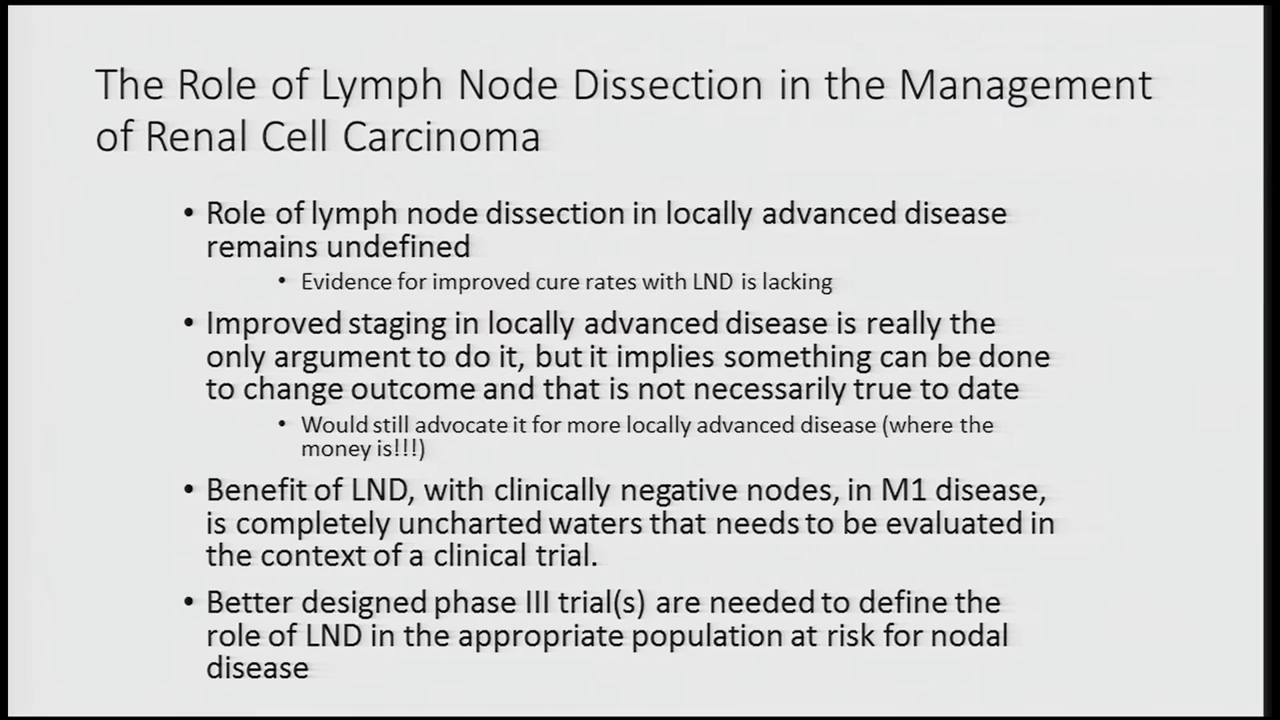 The Role of Lymph Node Dissection in the Management
of Renal Cell Carcinoma
• Role of lymph node dissection in locally advanced disease
remains undefined
• Evidence for improved cure rates with LND is lacking
• Improved staging in locally advanced disease is really the
only argument to do it, but it implies something can be done
to change outcome and that is not necessarily true to date
• Would still advocate it for more locally advanced disease (where the
money is!!!)
• Benefit of LND, with clinically negative nodes, in M1 disease,
is completely uncharted waters that needs to be evaluated in
the context of a clinical trial.
• Better designed phase III trial(s) are needed to define the
role of LND in the appropriate population at risk for nodal
disease